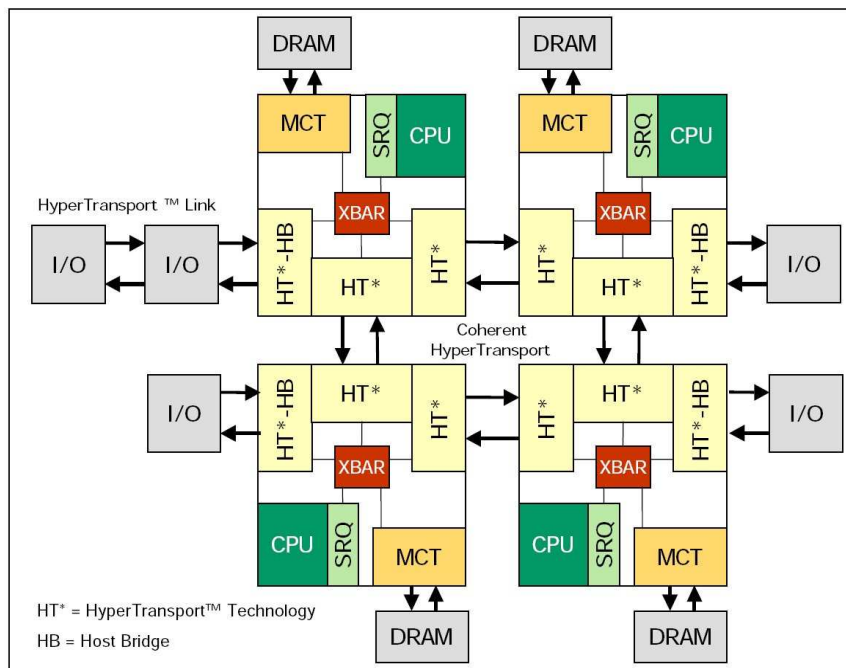 DRAM
DRAM
MCT
SRQ
CPU
MCT
SRQ
CPU
HyperTransport ™ Link
XBAR
XBAR
I/O
I/O
HT*-HB
HT*
HT*
HT*
HT*
HT*-HB
I/O
Coherent
HyperTransport
I/O
HT*-HB
HT*
HT*
HT*
HT*
HT*-HB
I/O
XBAR
XBAR
CPU
SRQ
MCT
CPU
SRQ
MCT
HT* = HyperTransport™ Technology
HB = Host Bridge
DRAM
DRAM